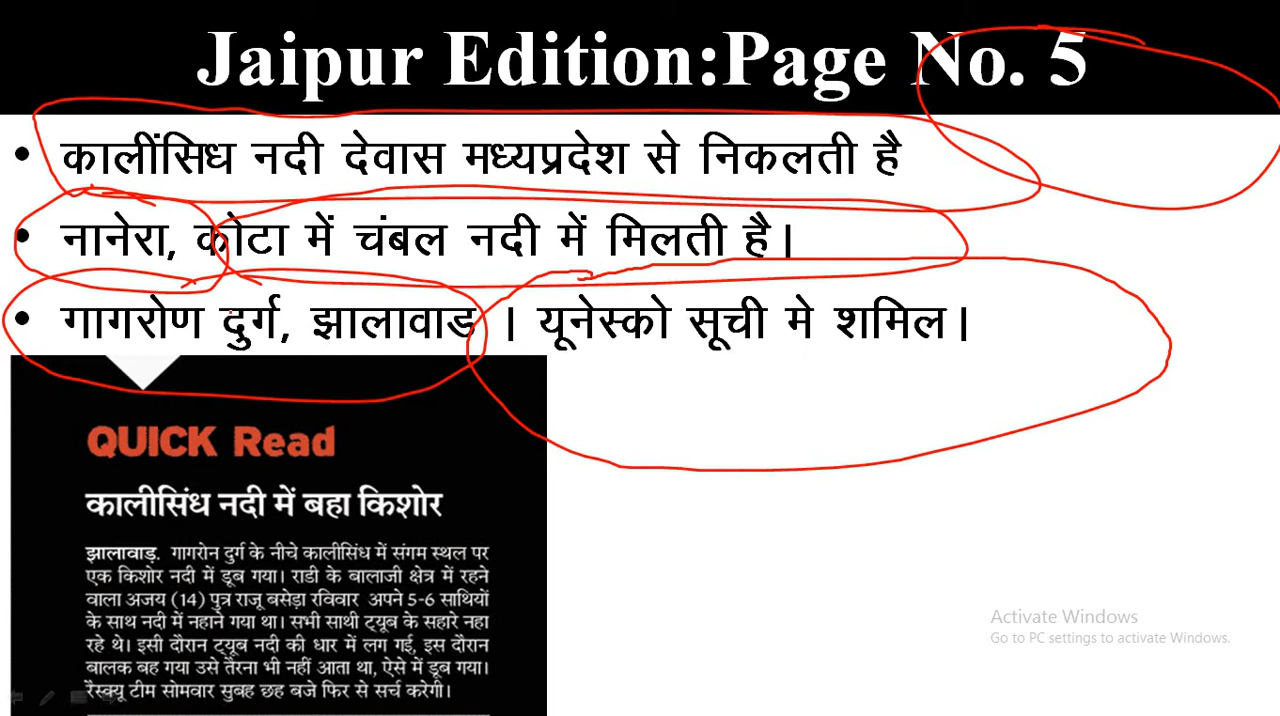 Jaipur Edition:Page No. 5
• कालींसिध नदी देवास मध्यप्रदेश से निकलती है
• नानेरा, कोटा में चंबल नदी में मिलती है।
• गागरोण दुर्ग, झालावाड । यूनेस्को सूची मे शमिल।
QUICK Read
कालीसिंध नदी में बहा किशोर
झालावाड़. गागरोन दुर्ग के नीचे कालीसिंध में संगम स्थल पर
एक किशोर नदी में डूब गया। राडी के बालाजी क्षेत्र में रहने
वाला अजय (14) पुत्र राजू बसेड़ा रविवार अपने 5-6 साथियों
के साथ नदी में नहाने गया था। सभी साथी ट्यूब के सहारे नहा
रहे थे। इसी दौरान ट्यूब नदी की धार में लग गई, इस दौरान
बालक बह गया उसे तैरना भी नहीं आता था, ऐसे में डूब गया।
रेस्क्यू टीम सोमवार सुबह छह बजे फिर से सर्च करेगी।
Activate Windows
Go to PC settings to activate Windows.